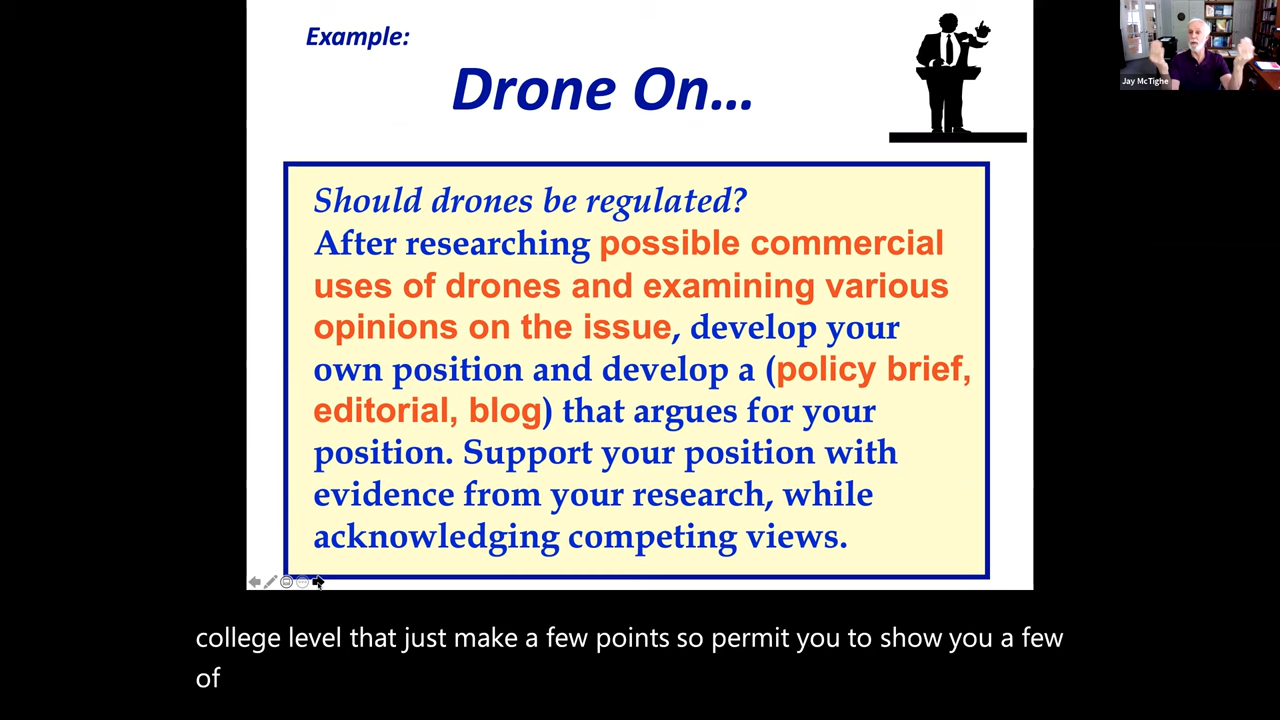 Example:
Drone On...
Jay McTighe
Should drones be regulated?
After researching possible commercial
uses of drones and examining various
opinions on the issue, develop your
own position and develop a (policy brief,
editorial, blog) that argues for your
position. Support your position with
evidence from your research, while
acknowledging competing views.
college level that just make a few points so permit you to show you a few
of